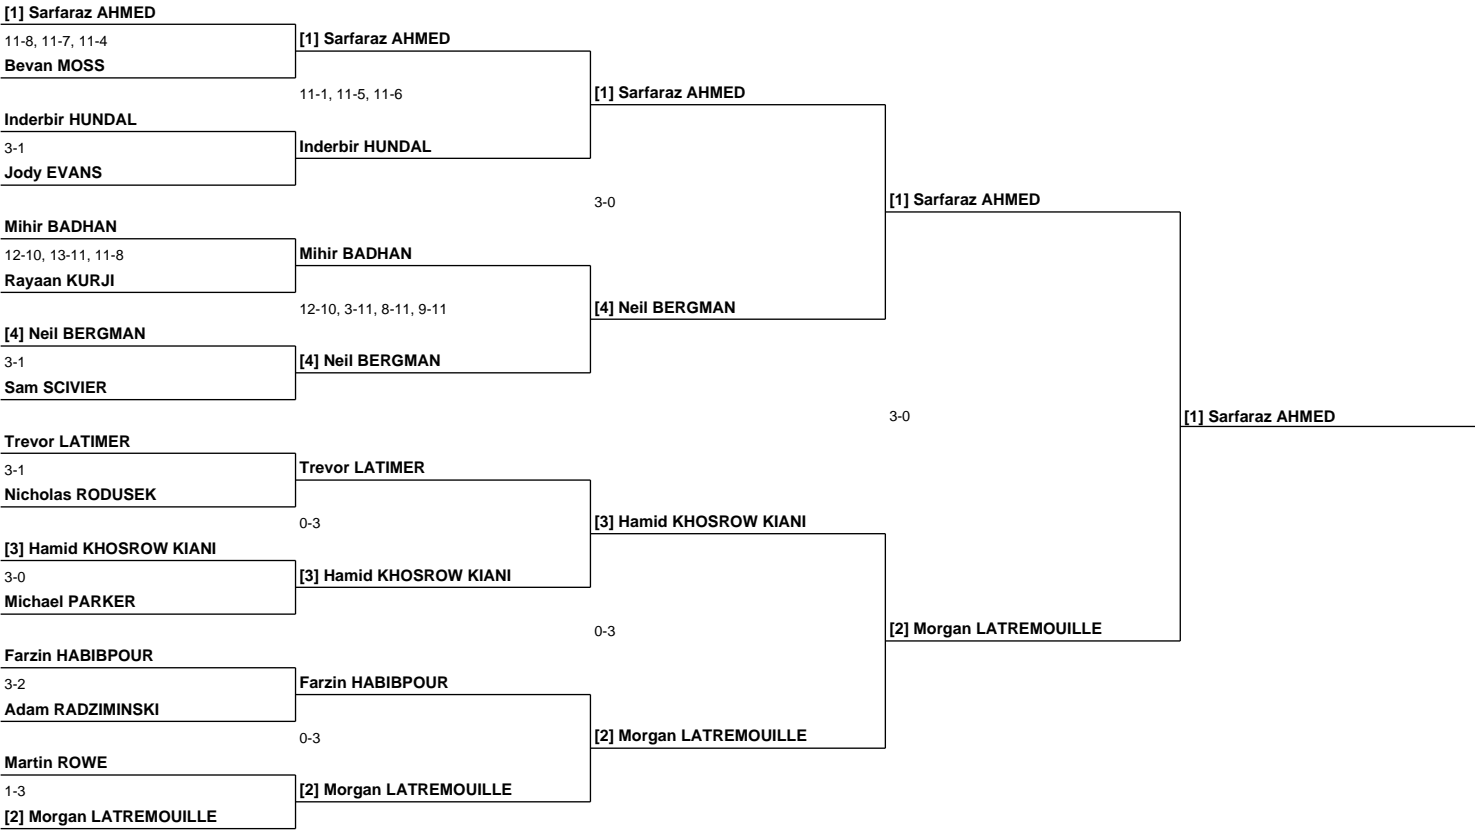 [1] Sarfaraz AHMED
11-8, 11-7, 11-4
Bevan MOSS
Inderbir HUNDAL
3-1
Jody EVANS
Mihir BADHAN
12-10, 13-11, 11-8
Rayaan KURJI
[4] Neil BERGMAN
3-1
Sam SCIVIER
Trevor LATIMER
3-1
Nicholas RODUSEK
[3] Hamid KHOSROW KIANI
3-0
Michael PARKER
Farzin HABIBPOUR
3-2
Adam RADZIMINSKI
Martin ROWE
1-3
[2] Morgan LATREMOUILLE
[1] Sarfaraz AHMED
11-1, 11-5, 11-6
Inderbir HUNDAL
Mihir BADHAN
12-10, 3-11, 8-11, 9-11
[4] Neil BERGMAN
Trevor LATIMER
0-3
[3] Hamid KHOSROW KIANI
Farzin HABIBPOUR
0-3
[2] Morgan LATREMOUILLE
[1] Sarfaraz AHMED
3-0
[4] Neil BERGMAN
[3] Hamid KHOSROW KIANI
0-3
[2] Morgan LATREMOUILLE
[1] Sarfaraz AHMED
3-0
[2] Morgan LATREMOUILLE
[1] Sarfaraz AHMED